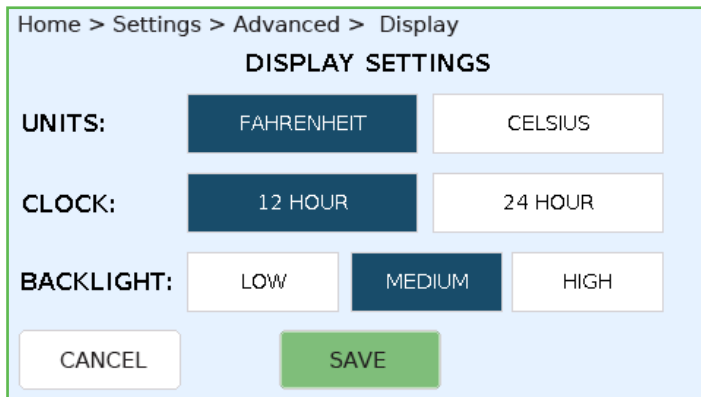 Home > Settings > Advanced > Display
DISPLAY SETTINGS
UNITS: FAHRENHEIT CELSIUS
CLOCK: 12 HOUR 24 HOUR
BACKLIGHT: LOW MEDIUM HIGH
CANCEL SAVE